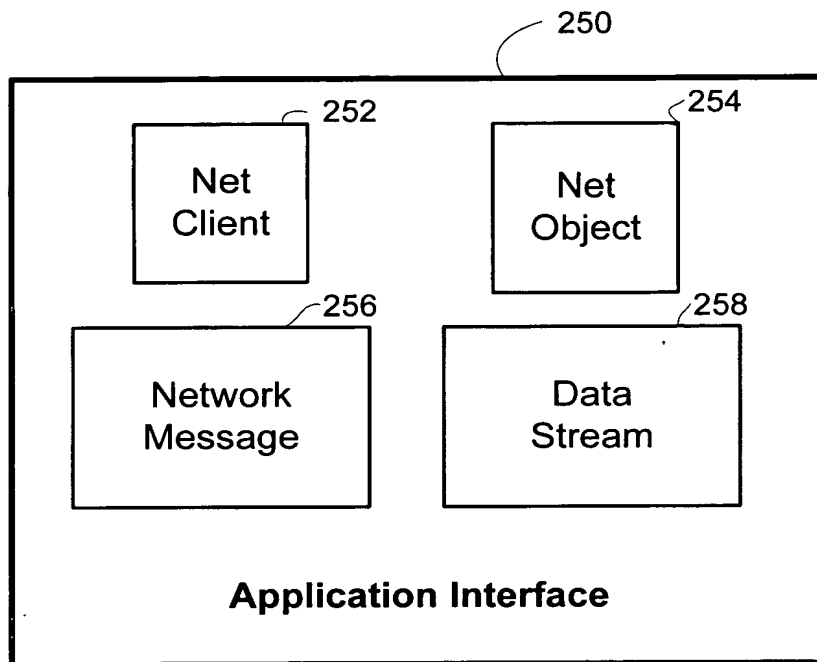 250
252
254
Net
Client
Net
Object
256
258
Network
Message
Data
Stream
Application Interface